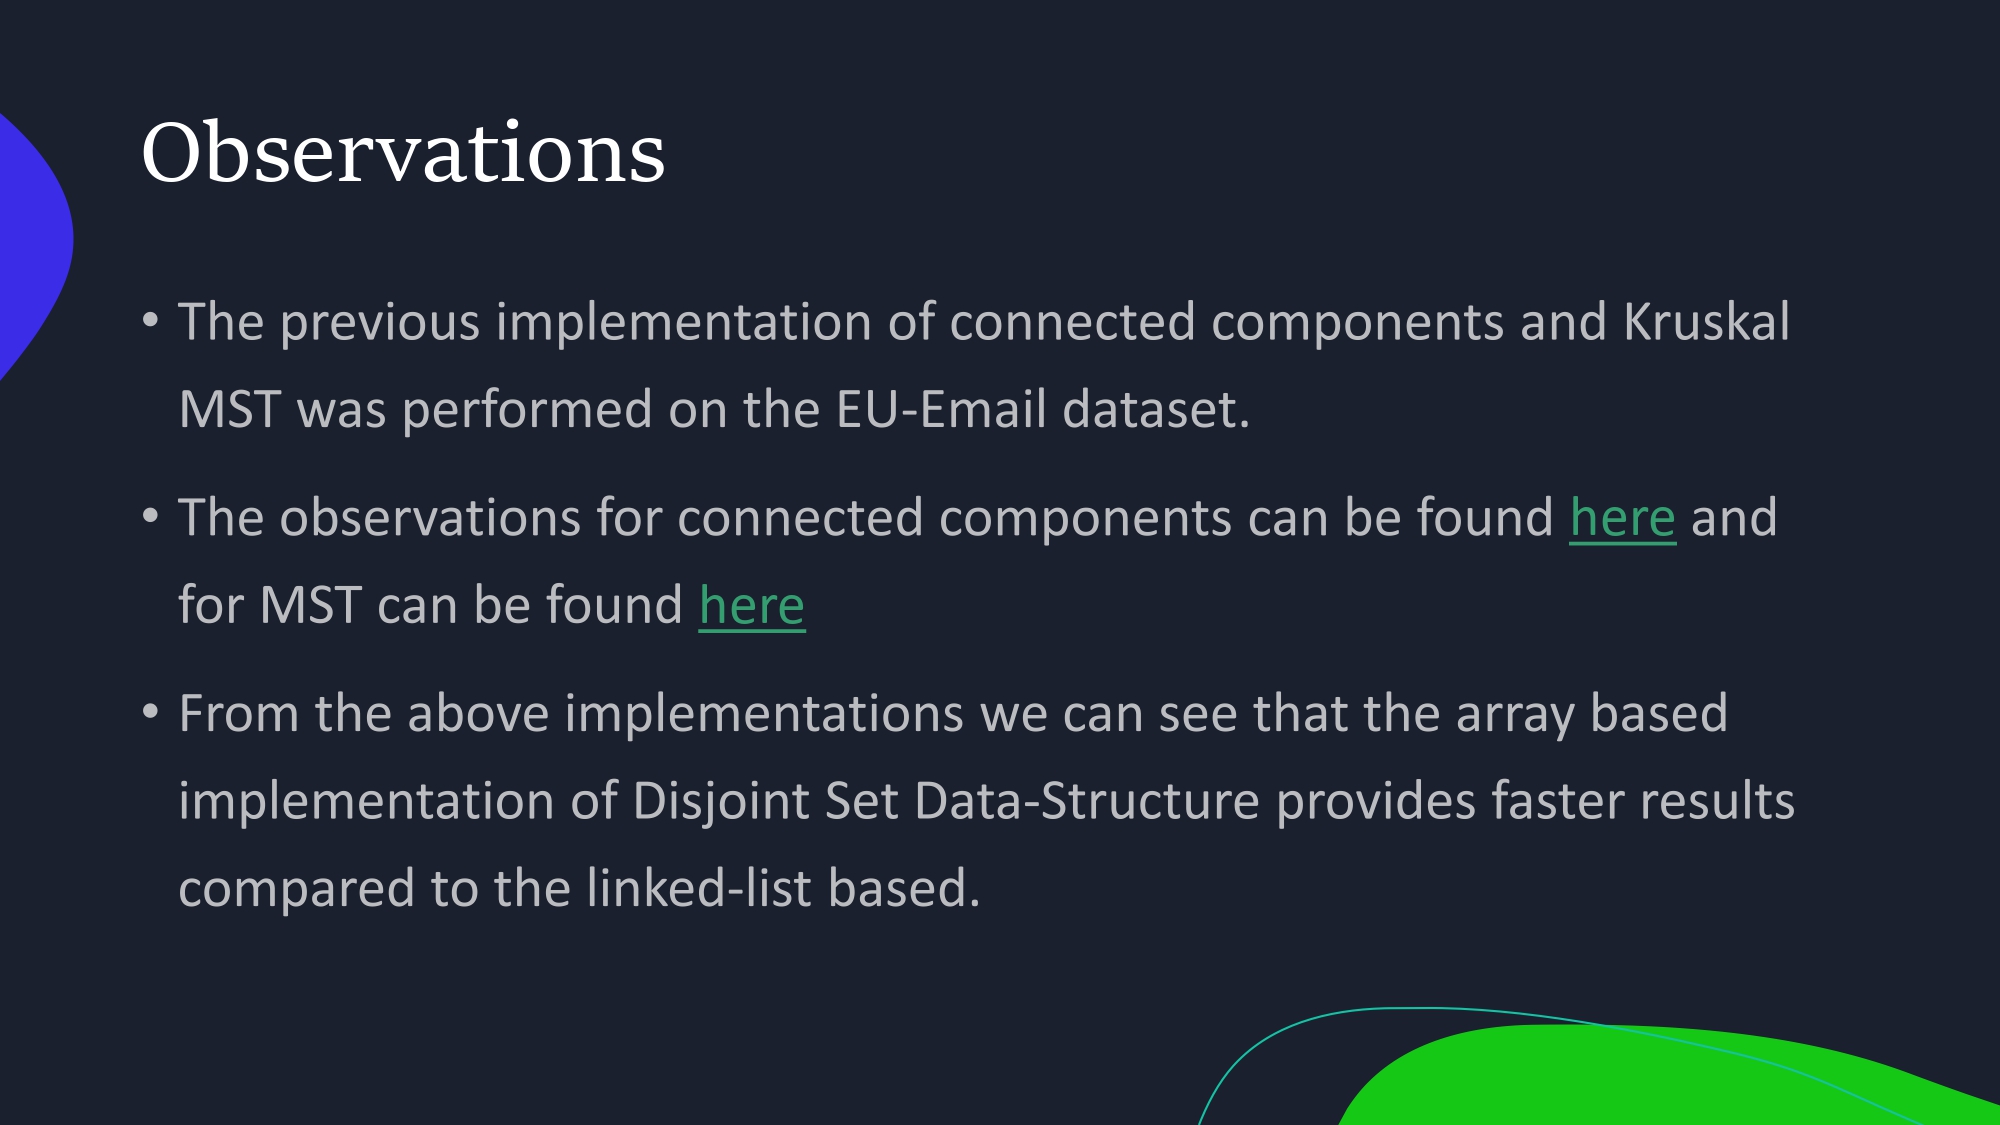 Observations
• The previous implementation of connected components and Kruskal
MST was performed on the EU-Email dataset.
• The observations for connected components can be found here and
for MST can be found here
• From the above implementations we can see that the array based
implementation of Disjoint Set Data-Structure provides faster results
compared to the linked-list based.